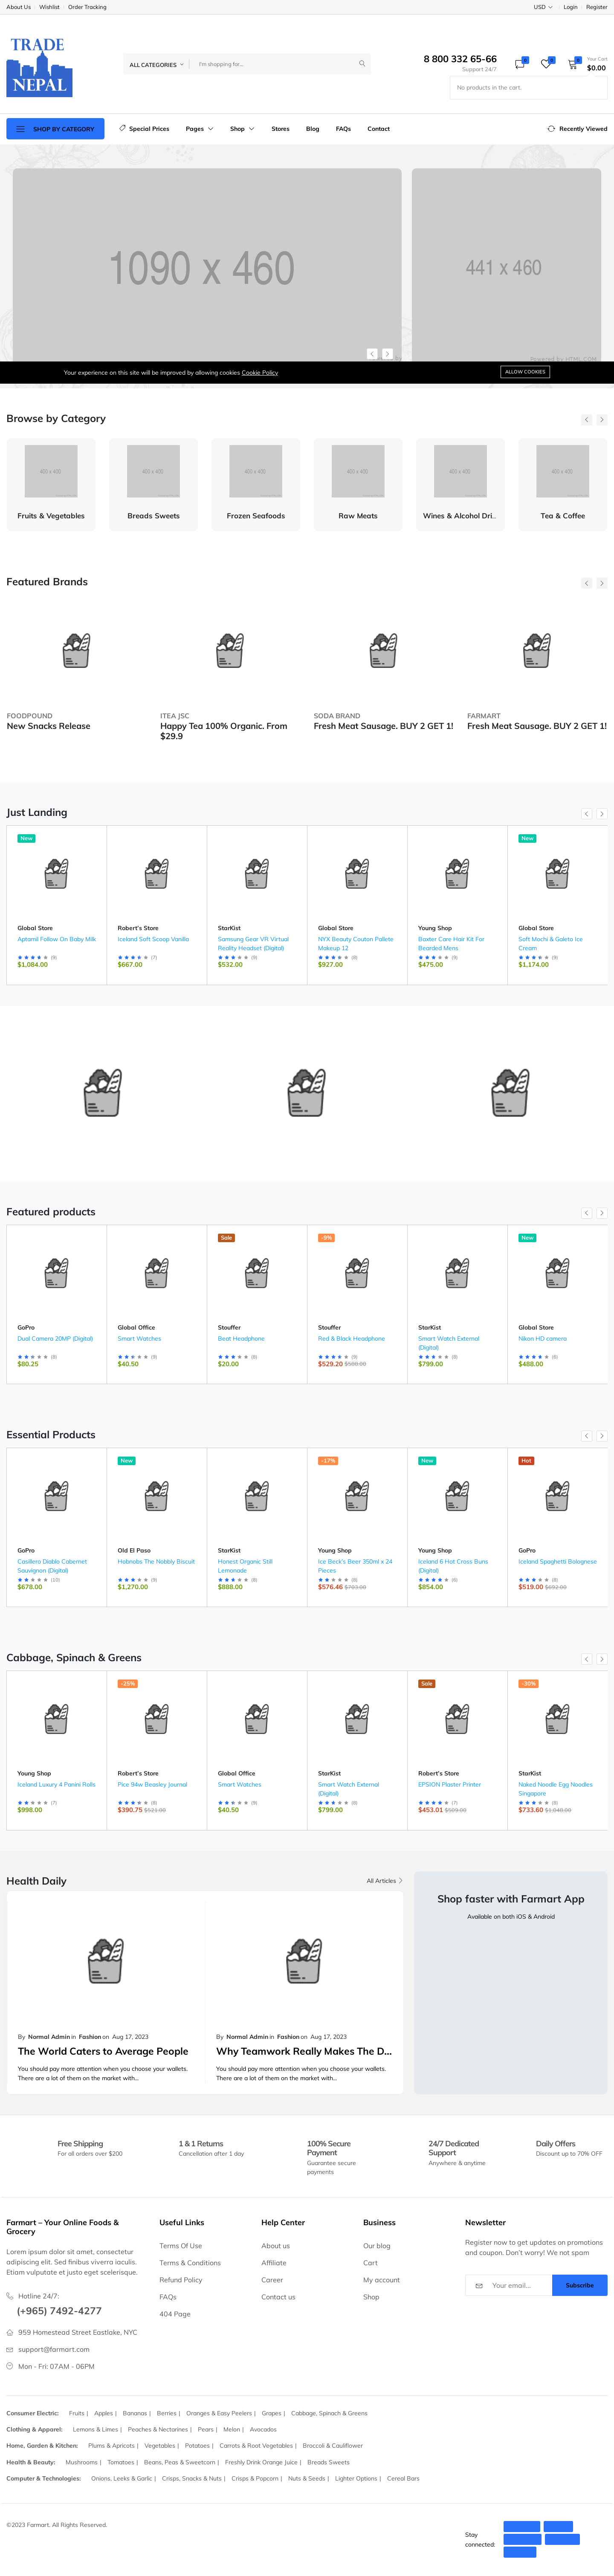 About Us Wishlist Order Tracking USD Login Register
TRADE NEPAL
ALL CATEGORIES I'm shopping for...
8 800 332 65-66
Support 24/7
0 0 0
Your Cart
$0.00
No products in the cart.
SHOP BY CATEGORY Special Prices Pages Shop Stores Blog FAQs Contact Recently Viewed
1090 x 460
441 x 460
Powered by HTML.COM
Your experience on this site will be improved by allowing cookies Cookie Policy ALLOW COOKIES
Browse by Category
400 x 400 400 x 400 400 x 400 400 x 400 400 x 400 400 x 400
Fruits & Vegetables Breads Sweets Frozen Seafoods Raw Meats Wines & Alcohol Dri... Tea & Coffee
Featured Brands
FOODPOUND
New Snacks Release
ITEA JSC
Happy Tea 100% Organic. From $29.9
SODA BRAND
Fresh Meat Sausage. BUY 2 GET 1!
FARMART
Fresh Meat Sausage. BUY 2 GET 1!
Just Landing
New
Global Store
Aptamil Follow On Baby Milk
(9)
$1,084.00
Robert's Store
Iceland Soft Scoop Vanilla
(7)
$667.00
StarKist
Samsung Gear VR Virtual Reality Headset (Digital)
(9)
$532.00
Global Store
NYX Beauty Couton Pallete Makeup 12
(8)
$927.00
Young Shop
Baxter Care Hair Kit For Bearded Mens
(9)
$475.00
New
Global Store
Soft Mochi & Galeto Ice Cream
(9)
$1,174.00
Featured products
GoPro
Dual Camera 20MP (Digital)
(8)
$80.25
Global Office
Smart Watches
(9)
$40.50
Sale
Stouffer
Beat Headphone
(8)
$20.00
-9%
Stouffer
Red & Black Headphone
(9)
$529.20 $588.00
StarKist
Smart Watch External (Digital)
(9)
$799.00
New
Global Store
Nikon HD camera
(6)
$488.00
Essential Products
GoPro
Casillero Diablo Cabernet Sauvignon (Digital)
(10)
$678.00
New
Old El Paso
Hobnobs The Nobbly Biscuit
(9)
$1,270.00
StarKist
Honest Organic Still Lemonade
(8)
$888.00
-17%
Young Shop
Ice Beck's Beer 350ml x 24 Pieces
(8)
$576.46 $703.00
New
Young Shop
Iceland 6 Hot Cross Buns (Digital)
(6)
$854.00
Hot
GoPro
Iceland Spaghetti Bolognese
(8)
$519.00 $692.00
Cabbage, Spinach & Greens
Young Shop
Iceland Luxury 4 Panini Rolls
(7)
$998.00
-25%
Robert's Store
Pice 94w Beasley Journal
(8)
$390.75 $521.00
Global Office
Smart Watches
(9)
$40.50
StarKist
Smart Watch External (Digital)
(9)
$799.00
Sale
Robert's Store
EPSION Plaster Printer
(7)
$453.01 $589.00
-30%
StarKist
Naked Noodle Egg Noodles Singapore
(8)
$733.60 $1,048.00
Health Daily All Articles
By Normal Admin in Fashion on Aug 17, 2023
The World Caters to Average People
You should pay more attention when you choose your wallets. There are a lot of them on the market with...
By Normal Admin in Fashion on Aug 17, 2023
Why Teamwork Really Makes The D...
You should pay more attention when you choose your wallets. There are a lot of them on the market with...
Shop faster with Farmart App
Available on both iOS & Android
Free Shipping
For all orders over $200
1 & 1 Returns
Cancellation after 1 day
100% Secure Payment
Guarantee secure payments
24/7 Dedicated Support
Anywhere & anytime
Daily Offers
Discount up to 70% OFF
Farmart – Your Online Foods & Grocery
Lorem ipsum dolor sit amet, consectetur adipiscing elit. Sed finibus viverra iaculis. Etiam vulputate et justo eget scelerisque.
Hotline 24/7:
(+965) 7492-4277
959 Homestead Street Eastlake, NYC
support@farmart.com
Mon - Fri: 07AM - 06PM
Useful Links
Terms Of Use
Terms & Conditions
Refund Policy
FAQs
404 Page
Help Center
About us
Affiliate
Career
Contact us
Business
Our blog
Cart
My account
Shop
Newsletter
Register now to get updates on promotions and coupon. Don't worry! We not spam
Your email... Subscribe
Consumer Electric: Fruits | Apples | Bananas | Berries | Oranges & Easy Peelers | Grapes | Cabbage, Spinach & Greens
Clothing & Apparel: Lemons & Limes | Peaches & Nectarines | Pears | Melon | Avocados
Home, Garden & Kitchen: Plums & Apricots | Vegetables | Potatoes | Carrots & Root Vegetables | Broccoli & Cauliflower
Health & Beauty: Mushrooms | Tomatoes | Beans, Peas & Sweetcorn | Freshly Drink Orange Juice | Breads Sweets
Computer & Technologies: Onions, Leeks & Garlic | Crisps, Snacks & Nuts | Crisps & Popcorn | Nuts & Seeds | Lighter Options | Cereal Bars
©2023 Farmart. All Rights Reserved.
Stay connected: